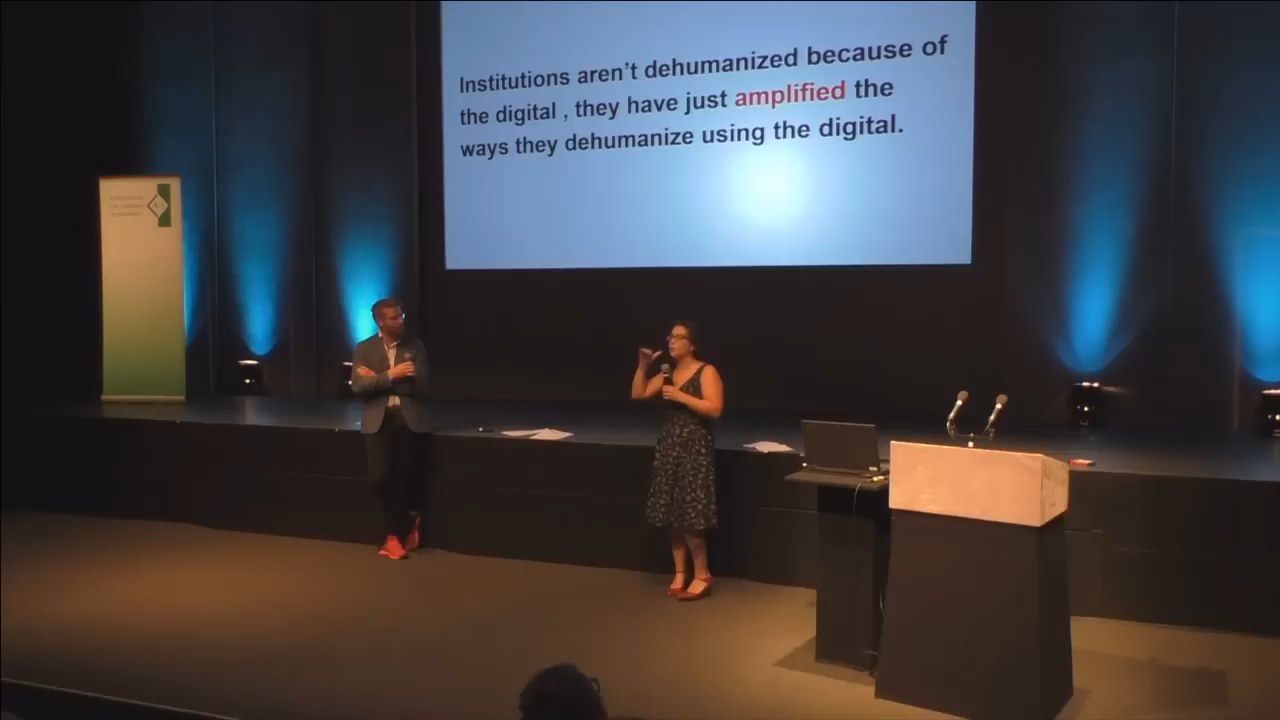 Institutions aren't dehumanized because of
the digital , they have just amplified the
ways they dehumanize using the digital.